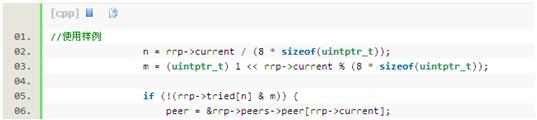 [cpp]
01. //使用样例
02. n = rrp->current / (8 * sizeof(uintptr_t));
03. m = (uintptr_t) 1 << rrp->current % (8 * sizeof(uintptr_t));
04.
05. if (!(rrp->tried[n] & m)) {
06. peer = &rrp->peers->peer[rrp->current];